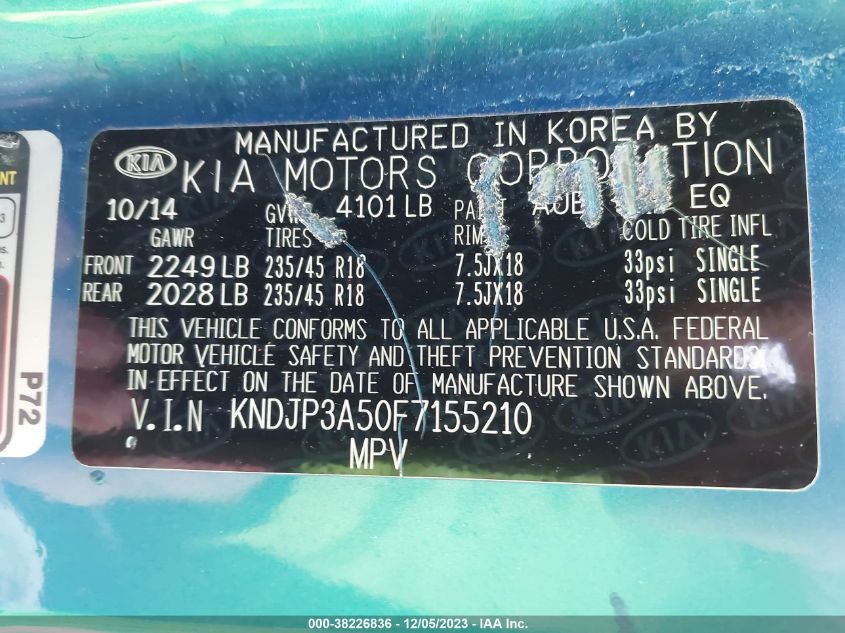 MANUFACTURED IN KOREA BY
KIA KIA MOTORS
10/14 4101 LB EQ
GAWR TIRES RIM COLD TIRE INFL
FRONT 2249 LB 235/45 R18 7.5JX18 33psi SINGLE
REAR 2028 LB 235/45 R18 7.5JX18 33psi SINGLE
THIS VEHICLE CONFORMS TO ALL APPLICABLE U.S.A. FEDERAL
MOTOR VEHICLE SAFETY AND THEFT PREVENTION STANDARDS
IN EFFECT ON THE DATE OF MANUFACTURE SHOWN ABOVE.
V.I.N KNDJP3A50F7155210
MPV
P72
000-38226836 - 12/05/2023 - IAA Inc.